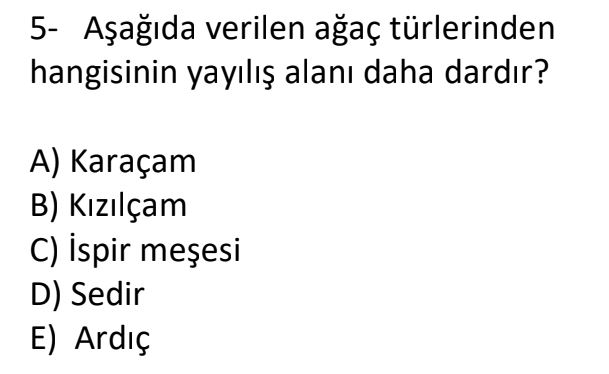 5- Aşağıda verilen ağaç türlerinden
hangisinin yayılış alanı daha dardır?
A) Karaçam
B) Kızılçam
C) İspir meşesi
D) Sedir
E) Ardıç